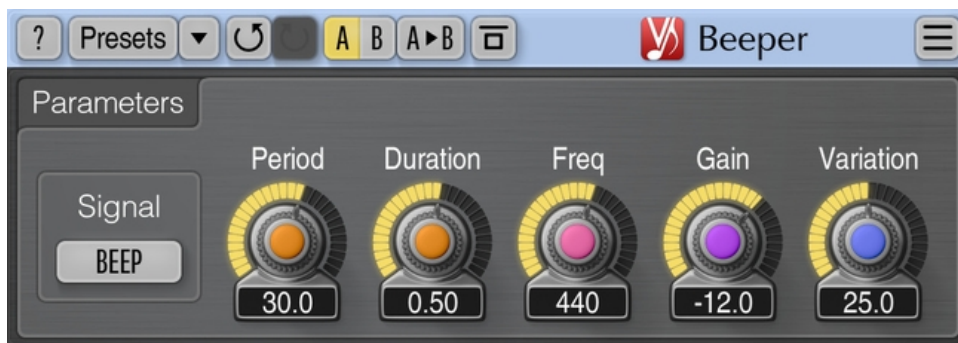 ? Presets A B A▶B Beeper
Parameters
Period Duration Freq Gain Variation
Signal
BEEP
30.0 0.50 440 -12.0 25.0